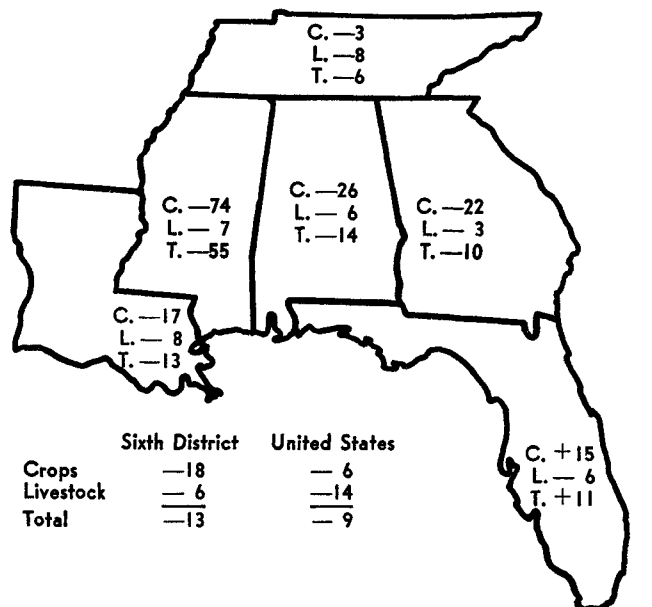 C. —3
L. —8
T. —6
C. —74
L. — 7
T. —55
C. —26
L. — 6
T. —14
C. —22
L. — 3
T. —10
C. —17
L. — 8
T. —13
C. +15
L. — 6
T. +11
Sixth District United States
Crops —18 — 6
Livestock — 6 —14
Total —13 — 9